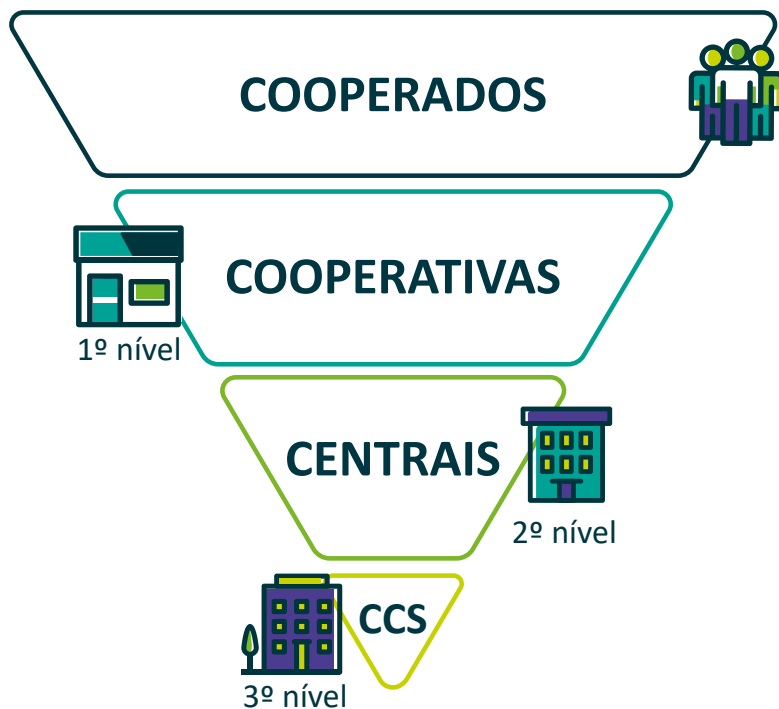 COOPERADOS
COOPERATIVAS
1º nível
CENTRAIS
2º nível
CCS
3º nível